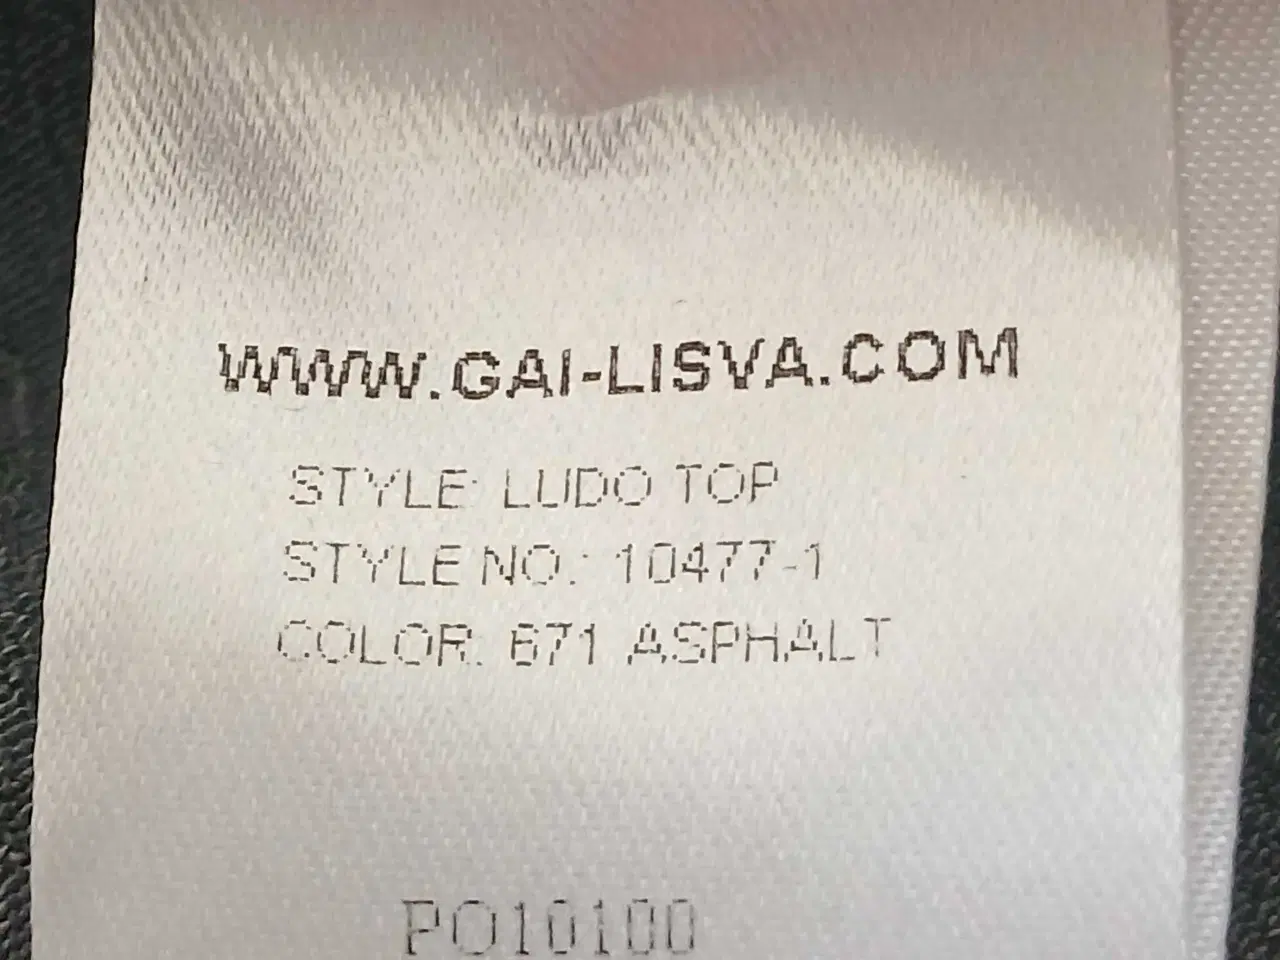 WWW.GAI-LISVA.COM
STYLE: LUDO TOP
STYLE NO.: 10477-1
COLOR: 671 ASPHALT
PO10100